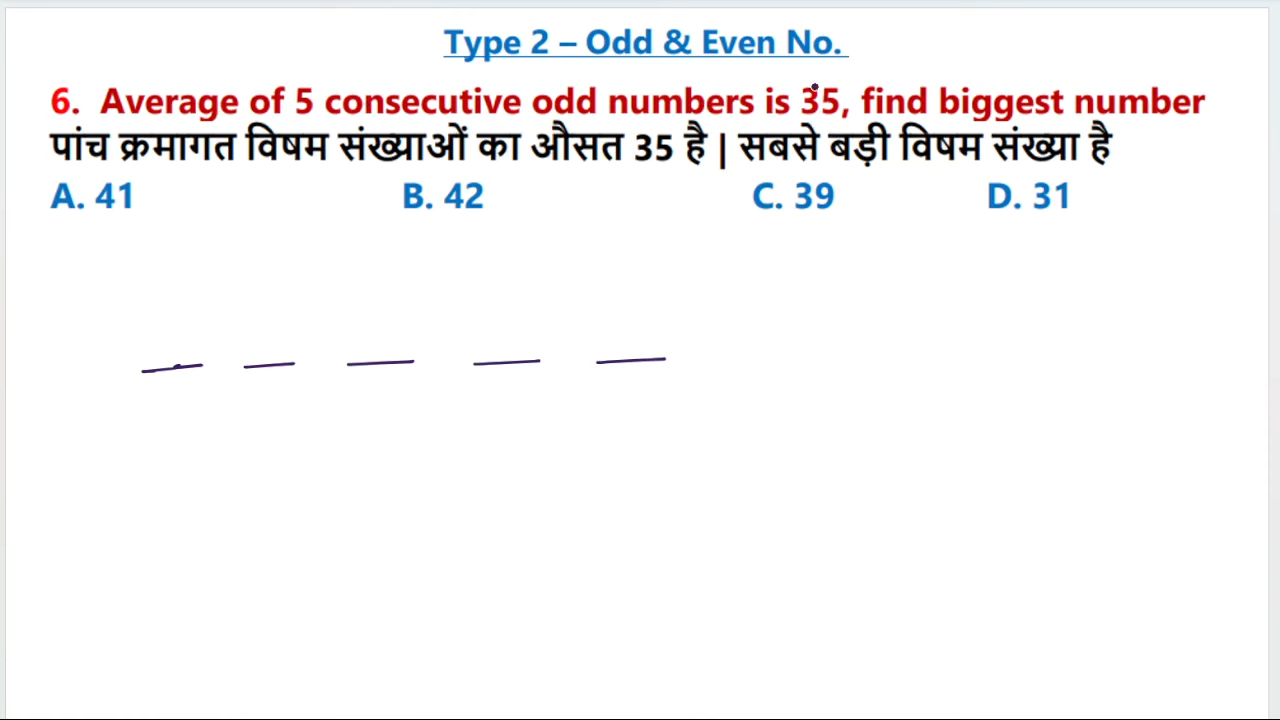 Type 2 – Odd & Even No.
6. Average of 5 consecutive odd numbers is 35, find biggest number
पांच क्रमागत विषम संख्याओं का औसत 35 है | सबसे बड़ी विषम संख्या है
A. 41 B. 42 C. 39 D. 31